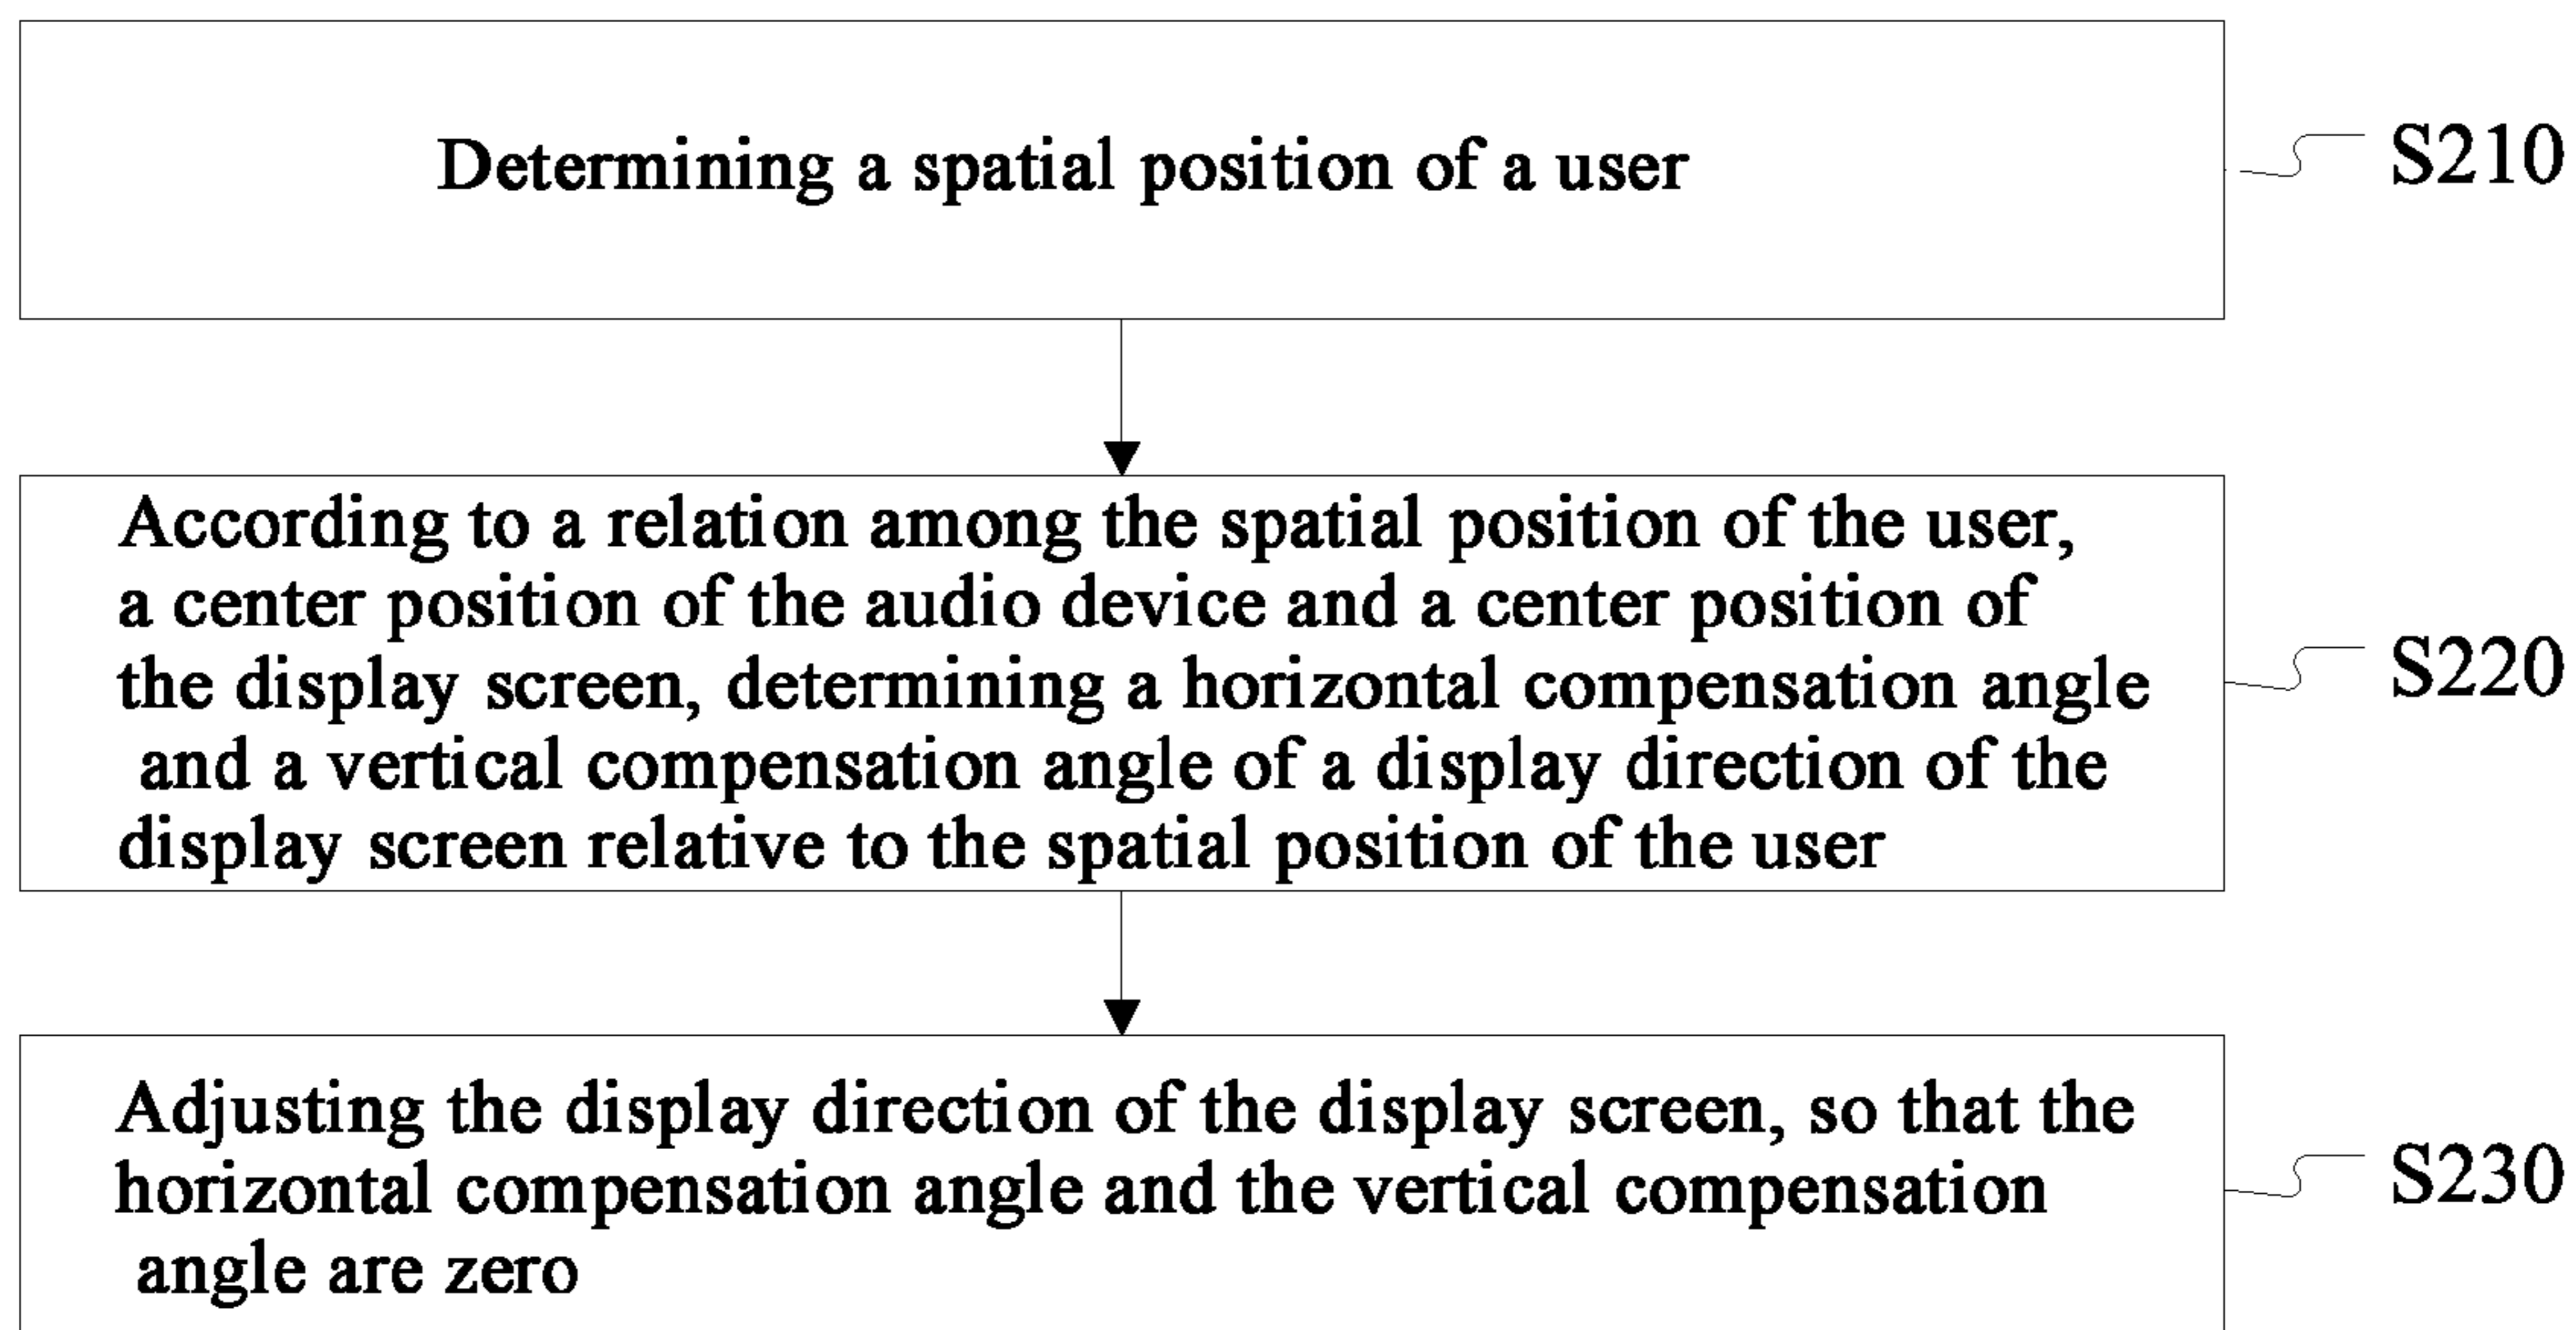 Determining a spatial position of a user
S210
According to a relation among the spatial position of the user,
a center position of the audio device and a center position of
the display screen, determining a horizontal compensation angle
and a vertical compensation angle of a display direction of the
display screen relative to the spatial position of the user
S220
Adjusting the display direction of the display screen, so that the
horizontal compensation angle and the vertical compensation
angle are zero
S230